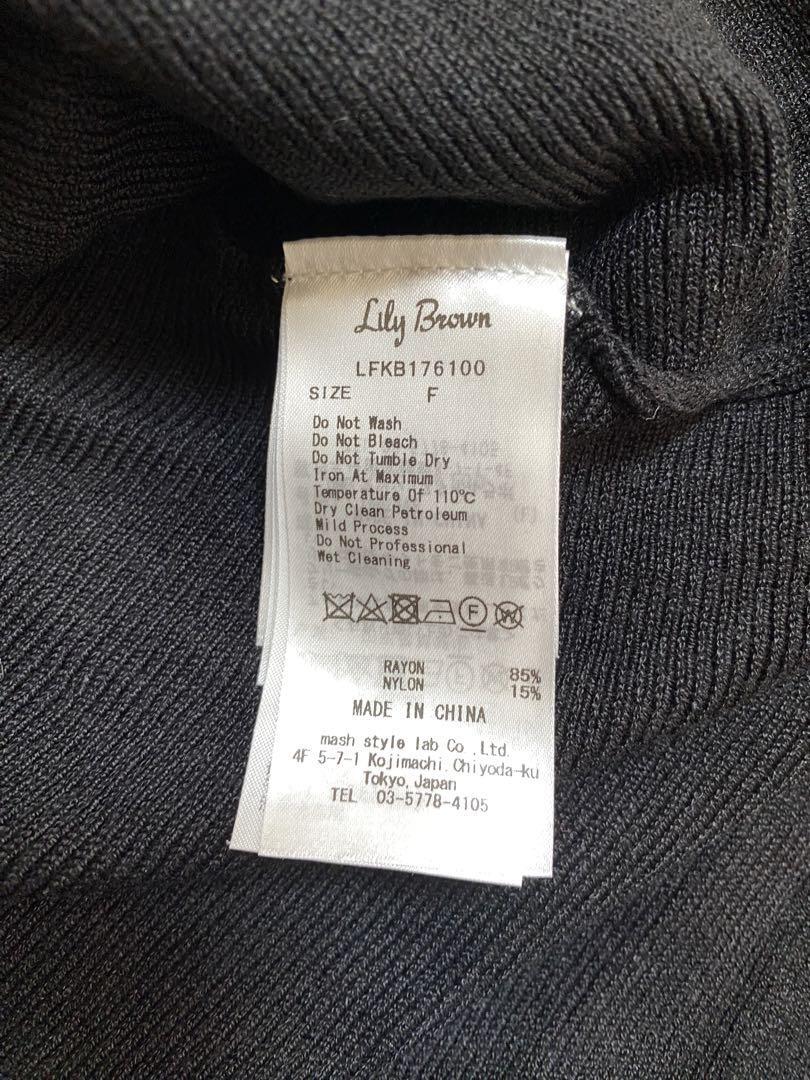 Lily Brown
LFKB176100
SIZE F
Do Not Wash
Do Not Bleach
Do Not Tumble Dry
Iron At Maximum
Temperature Of 110℃
Dry Clean Petroleum
Mild Process
Do Not Professional
Wet Cleaning
F W
RAYON 85%
NYLON 15%
MADE IN CHINA
mash style lab Co.,Ltd.
4F 5-7-1 Kojimachi,Chiyoda-ku
Tokyo,Japan
TEL 03-5778-4105